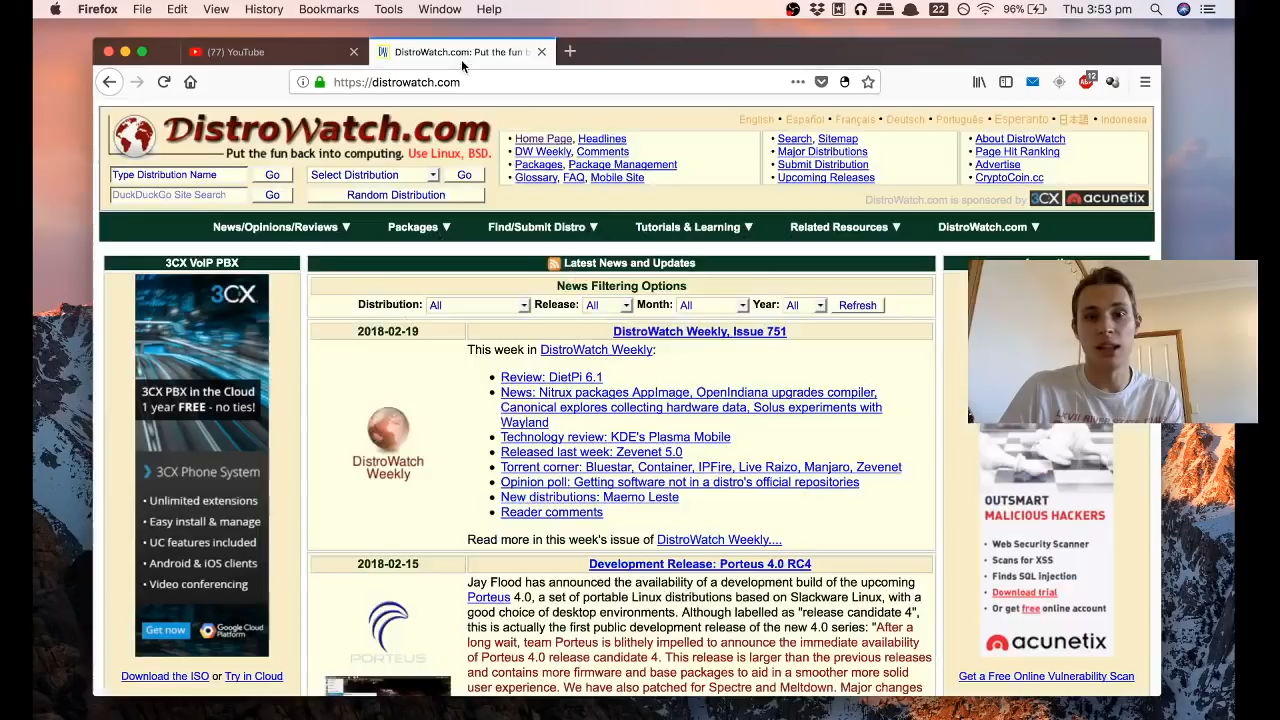 Firefox File Edit View History Bookmarks Tools Window Help 22 96% Thu 3:53 pm
(77) YouTube
DistroWatch.com: Put the fun b
https://distrowatch.com
12
DistroWatch.com
Put the fun back into computing. Use Linux, BSD.
English · Español · Français · Deutsch · Português · Esperanto · 日本語 · Indonesia
• Home Page, Headlines
• DW Weekly, Comments
• Packages, Package Management
• Glossary, FAQ, Mobile Site
• Search, Sitemap
• Major Distributions
• Submit Distribution
• Upcoming Releases
• About DistroWatch
• Page Hit Ranking
• Advertise
• CryptoCoin.cc
Type Distribution Name Go Select Distribution Go
DuckDuckGo Site Search Go Random Distribution
DistroWatch.com is sponsored by 3CX acunetix
News/Opinions/Reviews ▼ Packages ▼ Find/Submit Distro ▼ Tutorials & Learning ▼ Related Resources ▼ DistroWatch.com ▼
3CX VoIP PBX
3CX
3CX PBX in the Cloud
1 year FREE - no ties!
3CX Phone System
• Unlimited extensions
• Easy install & manage
• UC features included
• Android & iOS clients
• Video conferencing
Get now Google Cloud Platform
Download the ISO or Try in Cloud
Latest News and Updates
News Filtering Options
Distribution: All Release: All Month: All Year: All Refresh
2018-02-19
DistroWatch Weekly, Issue 751
DistroWatch
Weekly
This week in DistroWatch Weekly:
• Review: DietPi 6.1
• News: Nitrux packages AppImage, OpenIndiana upgrades compiler,
Canonical explores collecting hardware data, Solus experiments with
Wayland
• Technology review: KDE's Plasma Mobile
• Released last week: Zevenet 5.0
• Torrent corner: Bluestar, Container, IPFire, Live Raizo, Manjaro, Zevenet
• Opinion poll: Getting software not in a distro's official repositories
• New distributions: Maemo Leste
• Reader comments
Read more in this week's issue of DistroWatch Weekly....
2018-02-15
Development Release: Porteus 4.0 RC4
PORTEUS
Jay Flood has announced the availability of a development build of the upcoming
Porteus 4.0, a set of portable Linux distributions based on Slackware Linux, with a
good choice of desktop environments. Although labelled as "release candidate 4",
this is actually the first public development release of the new 4.0 series: "After a
long wait, team Porteus is blithely impelled to announce the immediate availability
of Porteus 4.0 release candidate 4. This release is larger than the previous releases
and contains more firmware and base packages to aid in a smoother more solid
user experience. We have also patched for Spectre and Meltdown. Major changes
OUTSMART
MALICIOUS HACKERS
• Web Security Scanner
• Scans for XSS
• Finds SQL injection
• Download trial
• Or get free online account
acunetix
Get a Free Online Vulnerability Scan